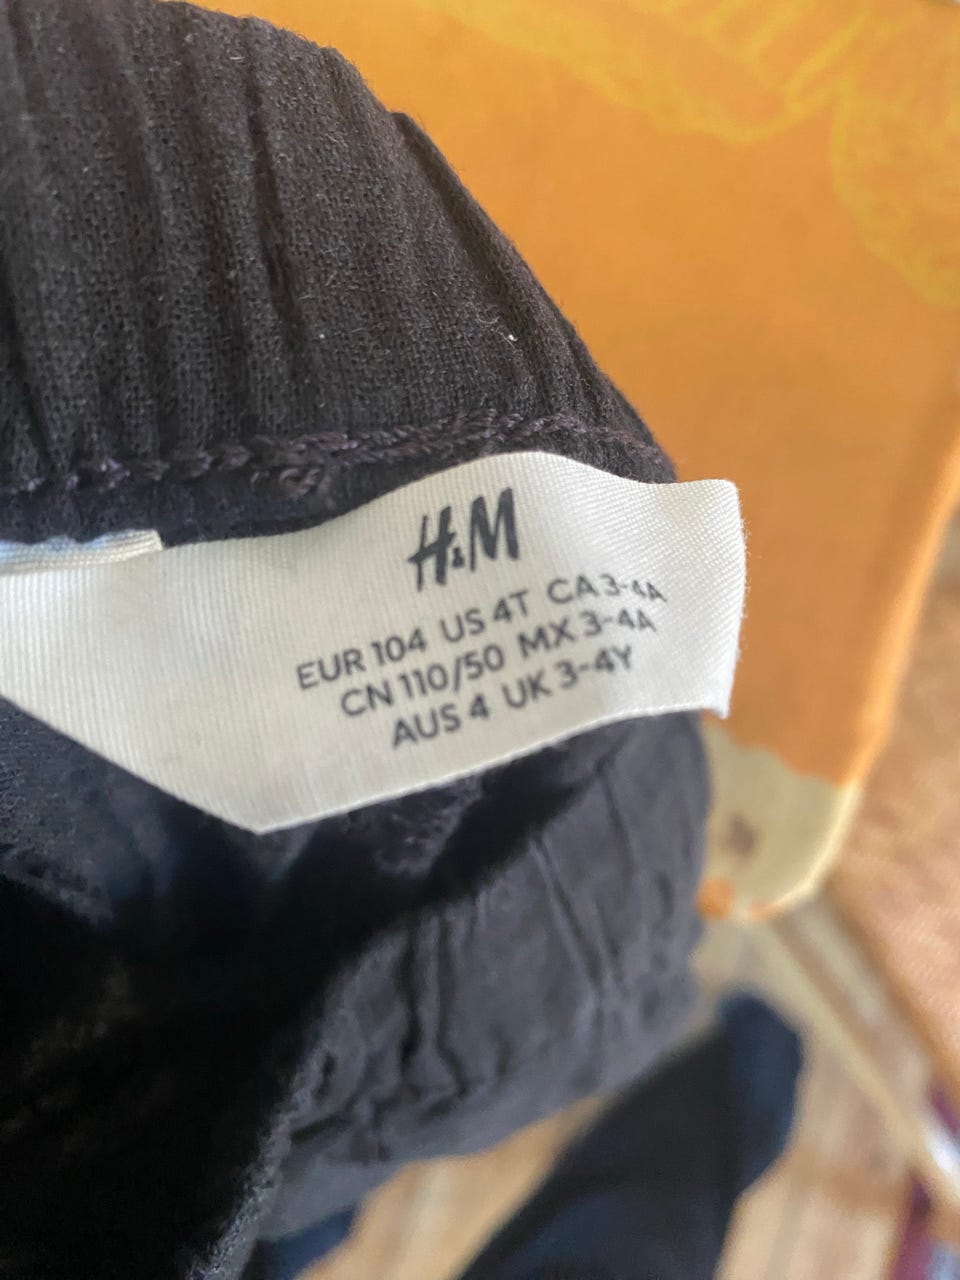 H&M
EUR 104 US 4T CA 3-4A
CN 110/50 MX 3-4A
AUS 4 UK 3-4Y